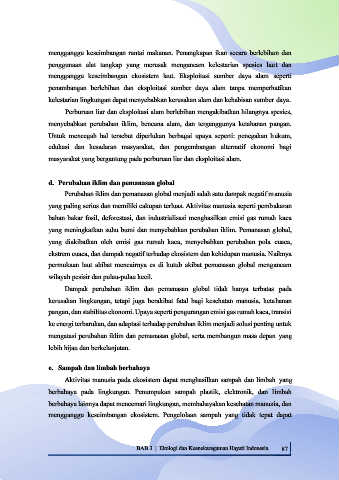 mengganggu keseimbangan rantai makanan. Penangkapan ikan secara berlebihan dan
penggunaan alat tangkap yang merusak mengancam kelestarian spesies laut dan
mengganggu keseimbangan ekosistem laut. Eksploitasi sumber daya alam seperti
penambangan berlebihan dan eksploitasi sumber daya alam tanpa memperhatikan
kelestarian lingkungan dapat menyebabkan kerusakan alam dan kehabisan sumber daya.
Perburuan liar dan eksploitasi alam berlebihan mengakibatkan hilangnya spesies,
menyebabkan perubahan iklim, bencana alam, dan terganggunya ketahanan pangan.
Untuk mencegah hal tersebut diperlukan berbagai upaya seperti: penegakan hukum,
edukasi dan kesadaran masyarakat, dan pengembangan alternatif ekonomi bagi
masyarakat yang bergantung pada perburuan liar dan eksploitasi alam.
d. Perubahan iklim dan pemanasan global
Perubahan iklim dan pemanasan global menjadi salah satu dampak negatif manusia
yang paling serius dan memiliki cakupan terluas. Aktivitas manusia seperti pembakaran
bahan bakar fosil, deforestasi, dan industrialisasi menghasilkan emisi gas rumah kaca
yang meningkatkan suhu bumi dan menyebabkan perubahan iklim. Pemanasan global,
yang diakibatkan oleh emisi gas rumah kaca, menyebabkan perubahan pola cuaca,
ekstrem cuaca, dan dampak negatif terhadap ekosistem dan kehidupan manusia. Naiknya
permukaan laut akibat mencairnya es di kutub akibat pemanasan global mengancam
wilayah pesisir dan pulau-pulau kecil.
Dampak perubahan iklim dan pemanasan global tidak hanya terbatas pada
kerusakan lingkungan, tetapi juga berakibat fatal bagi kesehatan manusia, ketahanan
pangan, dan stabilitas ekonomi. Upaya seperti pengurangan emisi gas rumah kaca, transisi
ke energi terbarukan, dan adaptasi terhadap perubahan iklim menjadi solusi penting untuk
mengatasi perubahan iklim dan pemanasan global, serta membangun masa depan yang
lebih hijau dan berkelanjutan.
e. Sampah dan limbah berbahaya
Aktivitas manusia pada ekosistem dapat menghasilkan sampah dan limbah yang
berbahaya pada lingkungan. Penumpukan sampah plastik, elektronik, dan limbah
berbahaya lainnya dapat mencemari lingkungan, membahayakan kesehatan manusia, dan
mengganggu keseimbangan ekosistem. Pengelolaan sampah yang tidak tepat dapat
BAB 3 | Ekologi dan Keanekaragaman Hayati Indonesia 87